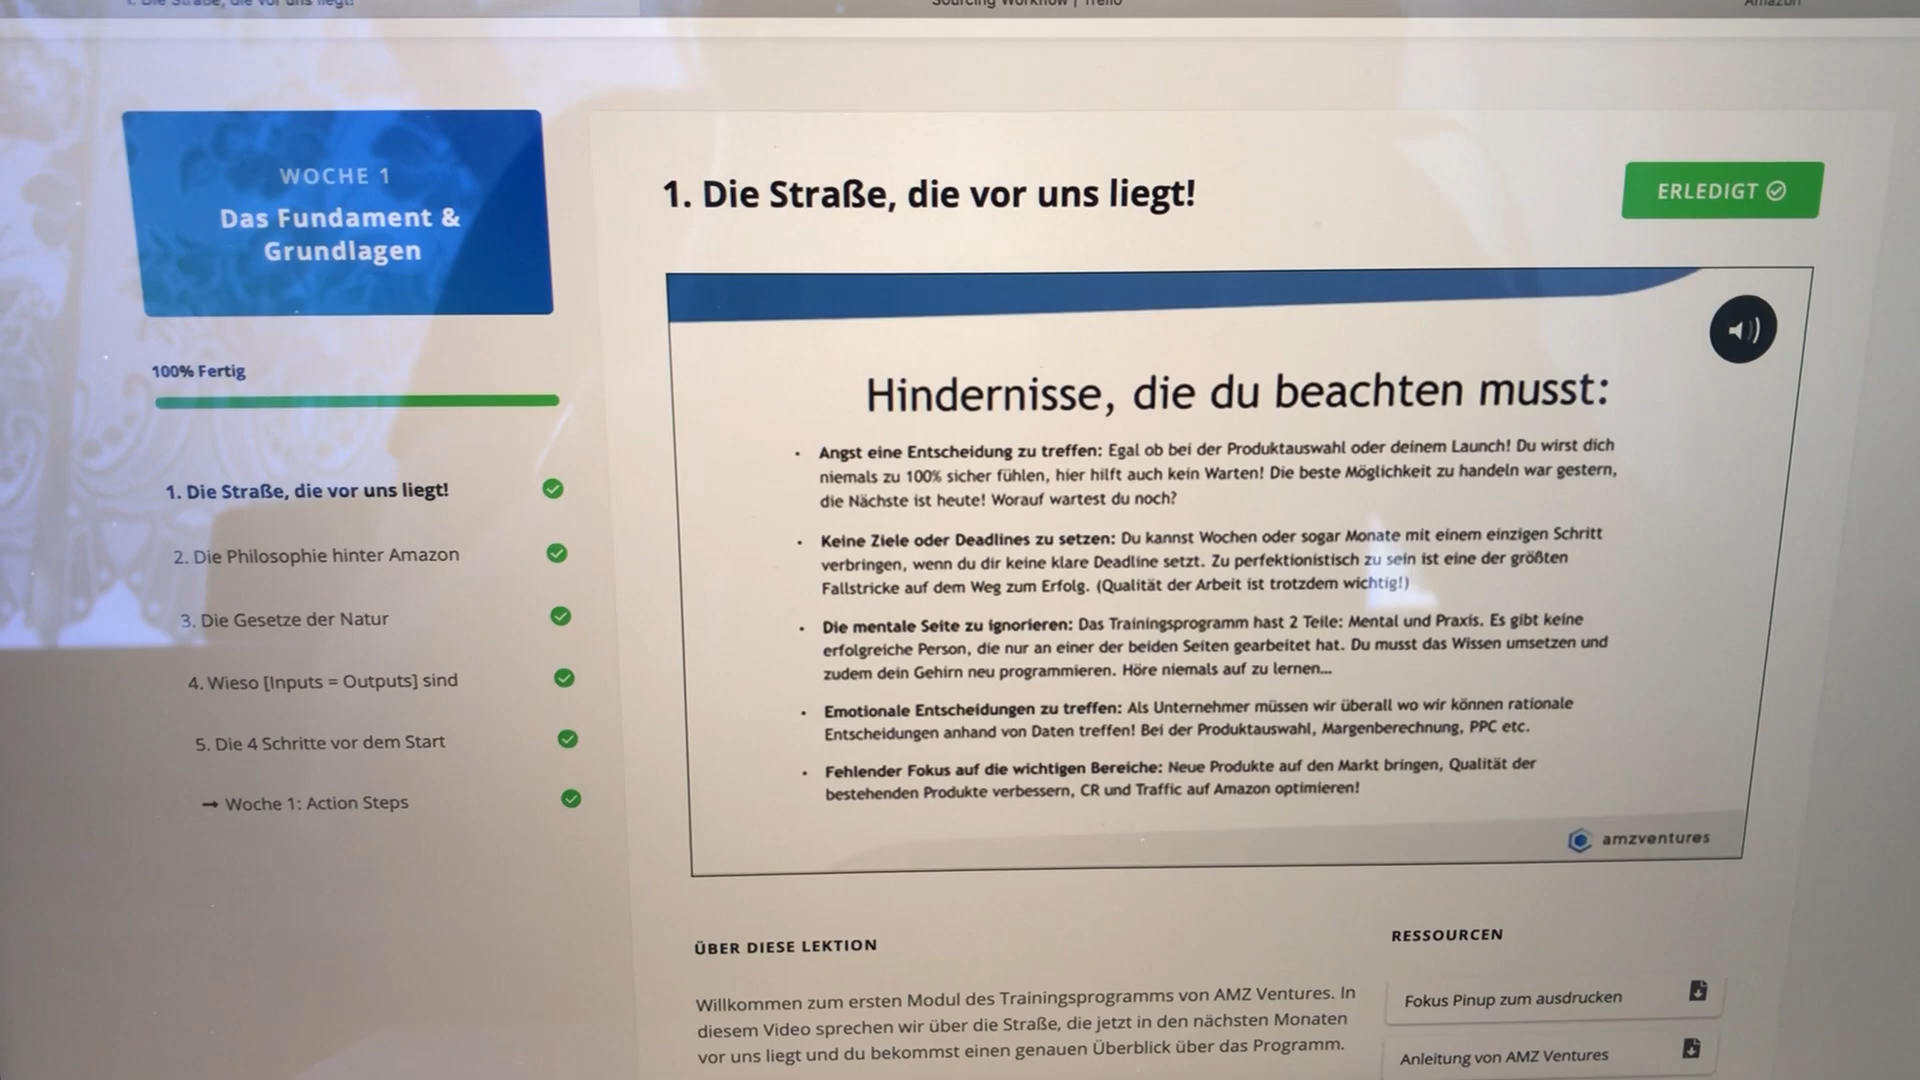 1. Die Straße, die vor uns liegt!
Sourcing Workflow | Trello
Amazon
WOCHE 1
Das Fundament &
Grundlagen
100% Fertig
1. Die Straße, die vor uns liegt!
2. Die Philosophie hinter Amazon
3. Die Gesetze der Natur
4. Wieso [Inputs = Outputs] sind
5. Die 4 Schritte vor dem Start
→ Woche 1: Action Steps
1. Die Straße, die vor uns liegt!
ERLEDIGT
Hindernisse, die du beachten musst:
• Angst eine Entscheidung zu treffen: Egal ob bei der Produktauswahl oder deinem Launch! Du wirst dich
niemals zu 100% sicher fühlen, hier hilft auch kein Warten! Die beste Möglichkeit zu handeln war gestern,
die Nächste ist heute! Worauf wartest du noch?
• Keine Ziele oder Deadlines zu setzen: Du kannst Wochen oder sogar Monate mit einem einzigen Schritt
verbringen, wenn du dir keine klare Deadline setzt. Zu perfektionistisch zu sein ist eine der größten
Fallstricke auf dem Weg zum Erfolg. (Qualität der Arbeit ist trotzdem wichtig!)
• Die mentale Seite zu ignorieren: Das Trainingsprogramm hast 2 Teile: Mental und Praxis. Es gibt keine
erfolgreiche Person, die nur an einer der beiden Seiten gearbeitet hat. Du musst das Wissen umsetzen und
zudem dein Gehirn neu programmieren. Höre niemals auf zu lernen...
• Emotionale Entscheidungen zu treffen: Als Unternehmer müssen wir überall wo wir können rationale
Entscheidungen anhand von Daten treffen! Bei der Produktauswahl, Margenberechnung, PPC etc.
• Fehlender Fokus auf die wichtigen Bereiche: Neue Produkte auf den Markt bringen, Qualität der
bestehenden Produkte verbessern, CR und Traffic auf Amazon optimieren!
amzventures
ÜBER DIESE LEKTION
Willkommen zum ersten Modul des Trainingsprogramms von AMZ Ventures. In
diesem Video sprechen wir über die Straße, die jetzt in den nächsten Monaten
vor uns liegt und du bekommst einen genauen Überblick über das Programm.
RESSOURCEN
Fokus Pinup zum ausdrucken
Anleitung von AMZ Ventures